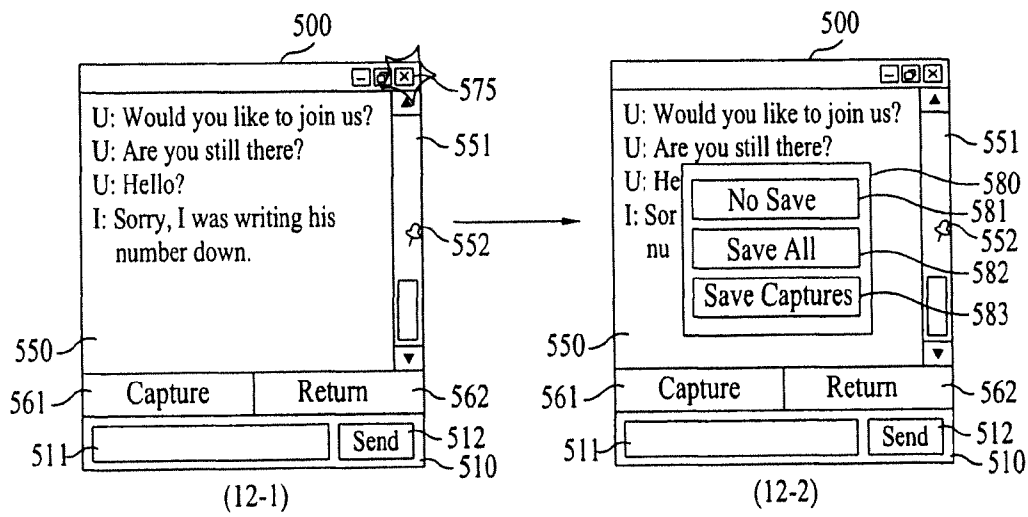 500
575
U: Would you like to join us?
551
U: Are you still there?
U: Hello?
I: Sorry, I was writing his
552
number down.
550
561
Capture
Return
562
511
Send
512
510
(12-1)
500
U: Would you like to join us?
551
U: Are you still there?
580
U: He
No Save
581
I: Sor
552
nu
Save All
582
Save Captures
583
550
561
Capture
Return
562
511
Send
512
510
(12-2)